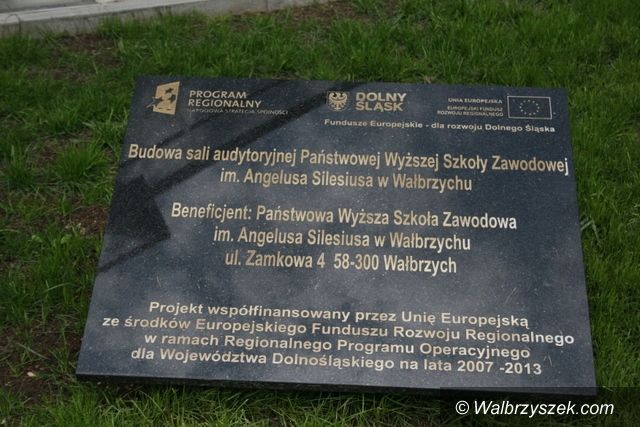 PROGRAM
REGIONALNY
NARODOWA STRATEGIA SPÓJNOŚCI
DOLNY
ŚLĄSK
UNIA EUROPEJSKA
EUROPEJSKI FUNDUSZ
ROZWOJU REGIONALNEGO
Fundusze Europejskie - dla rozwoju Dolnego Śląska
Budowa sali audytoryjnej Państwowej Wyższej Szkoły Zawodowej
im. Angelusa Silesiusa w Wałbrzychu
Beneficjent: Państwowa Wyższa Szkoła Zawodowa
im. Angelusa Silesiusa w Wałbrzychu
ul. Zamkowa 4 58-300 Wałbrzych
Projekt współfinansowany przez Unię Europejską
ze środków Europejskiego Funduszu Rozwoju Regionalnego
w ramach Regionalnego Programu Operacyjnego
dla Województwa Dolnośląskiego na lata 2007 -2013
© Walbrzyszek.com